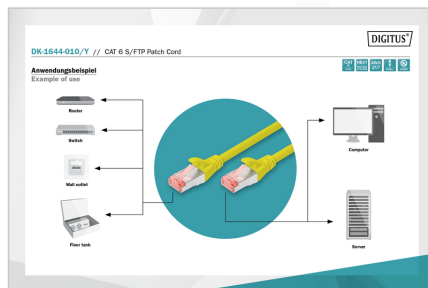 DIGITUS®
DK-1644-010/Y // CAT 6 S/FTP Patch Cord
Anwendungsbeispiel
Example of use
Router
Switch
Wall outlet
Floor tank
Computer
Server